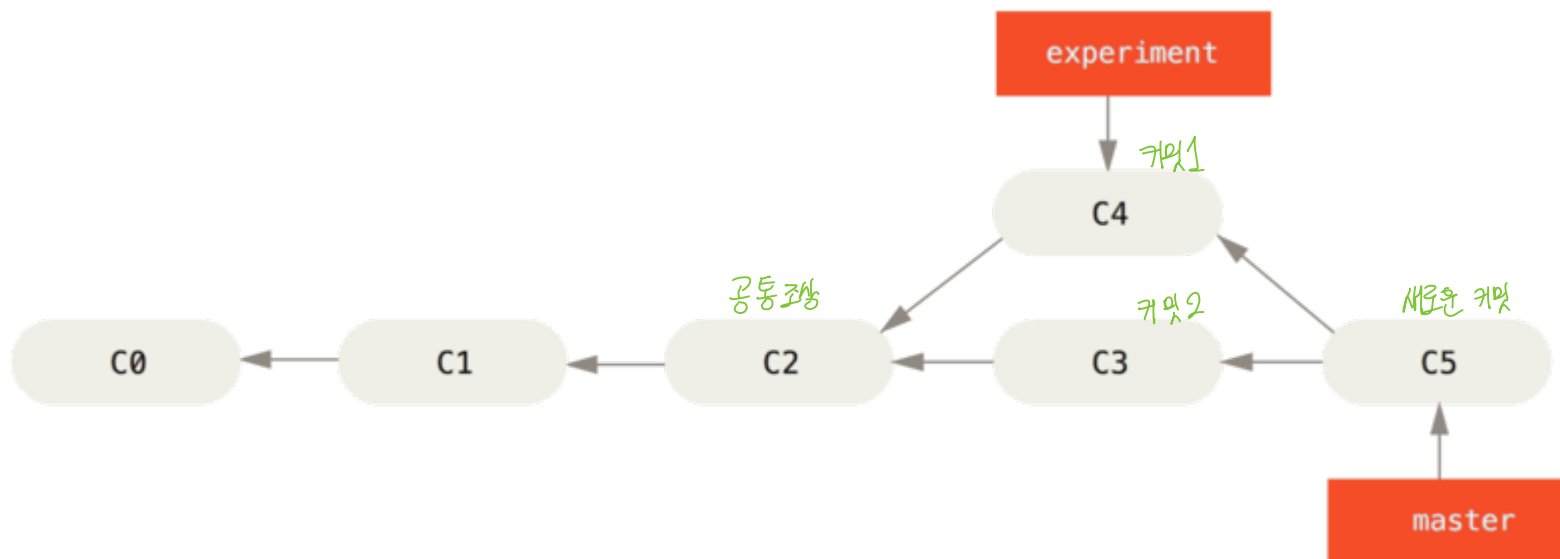 experiment
커밋1
C4
공통조상
커밋2
새로운 커밋
C0
C1
C2
C3
C5
master